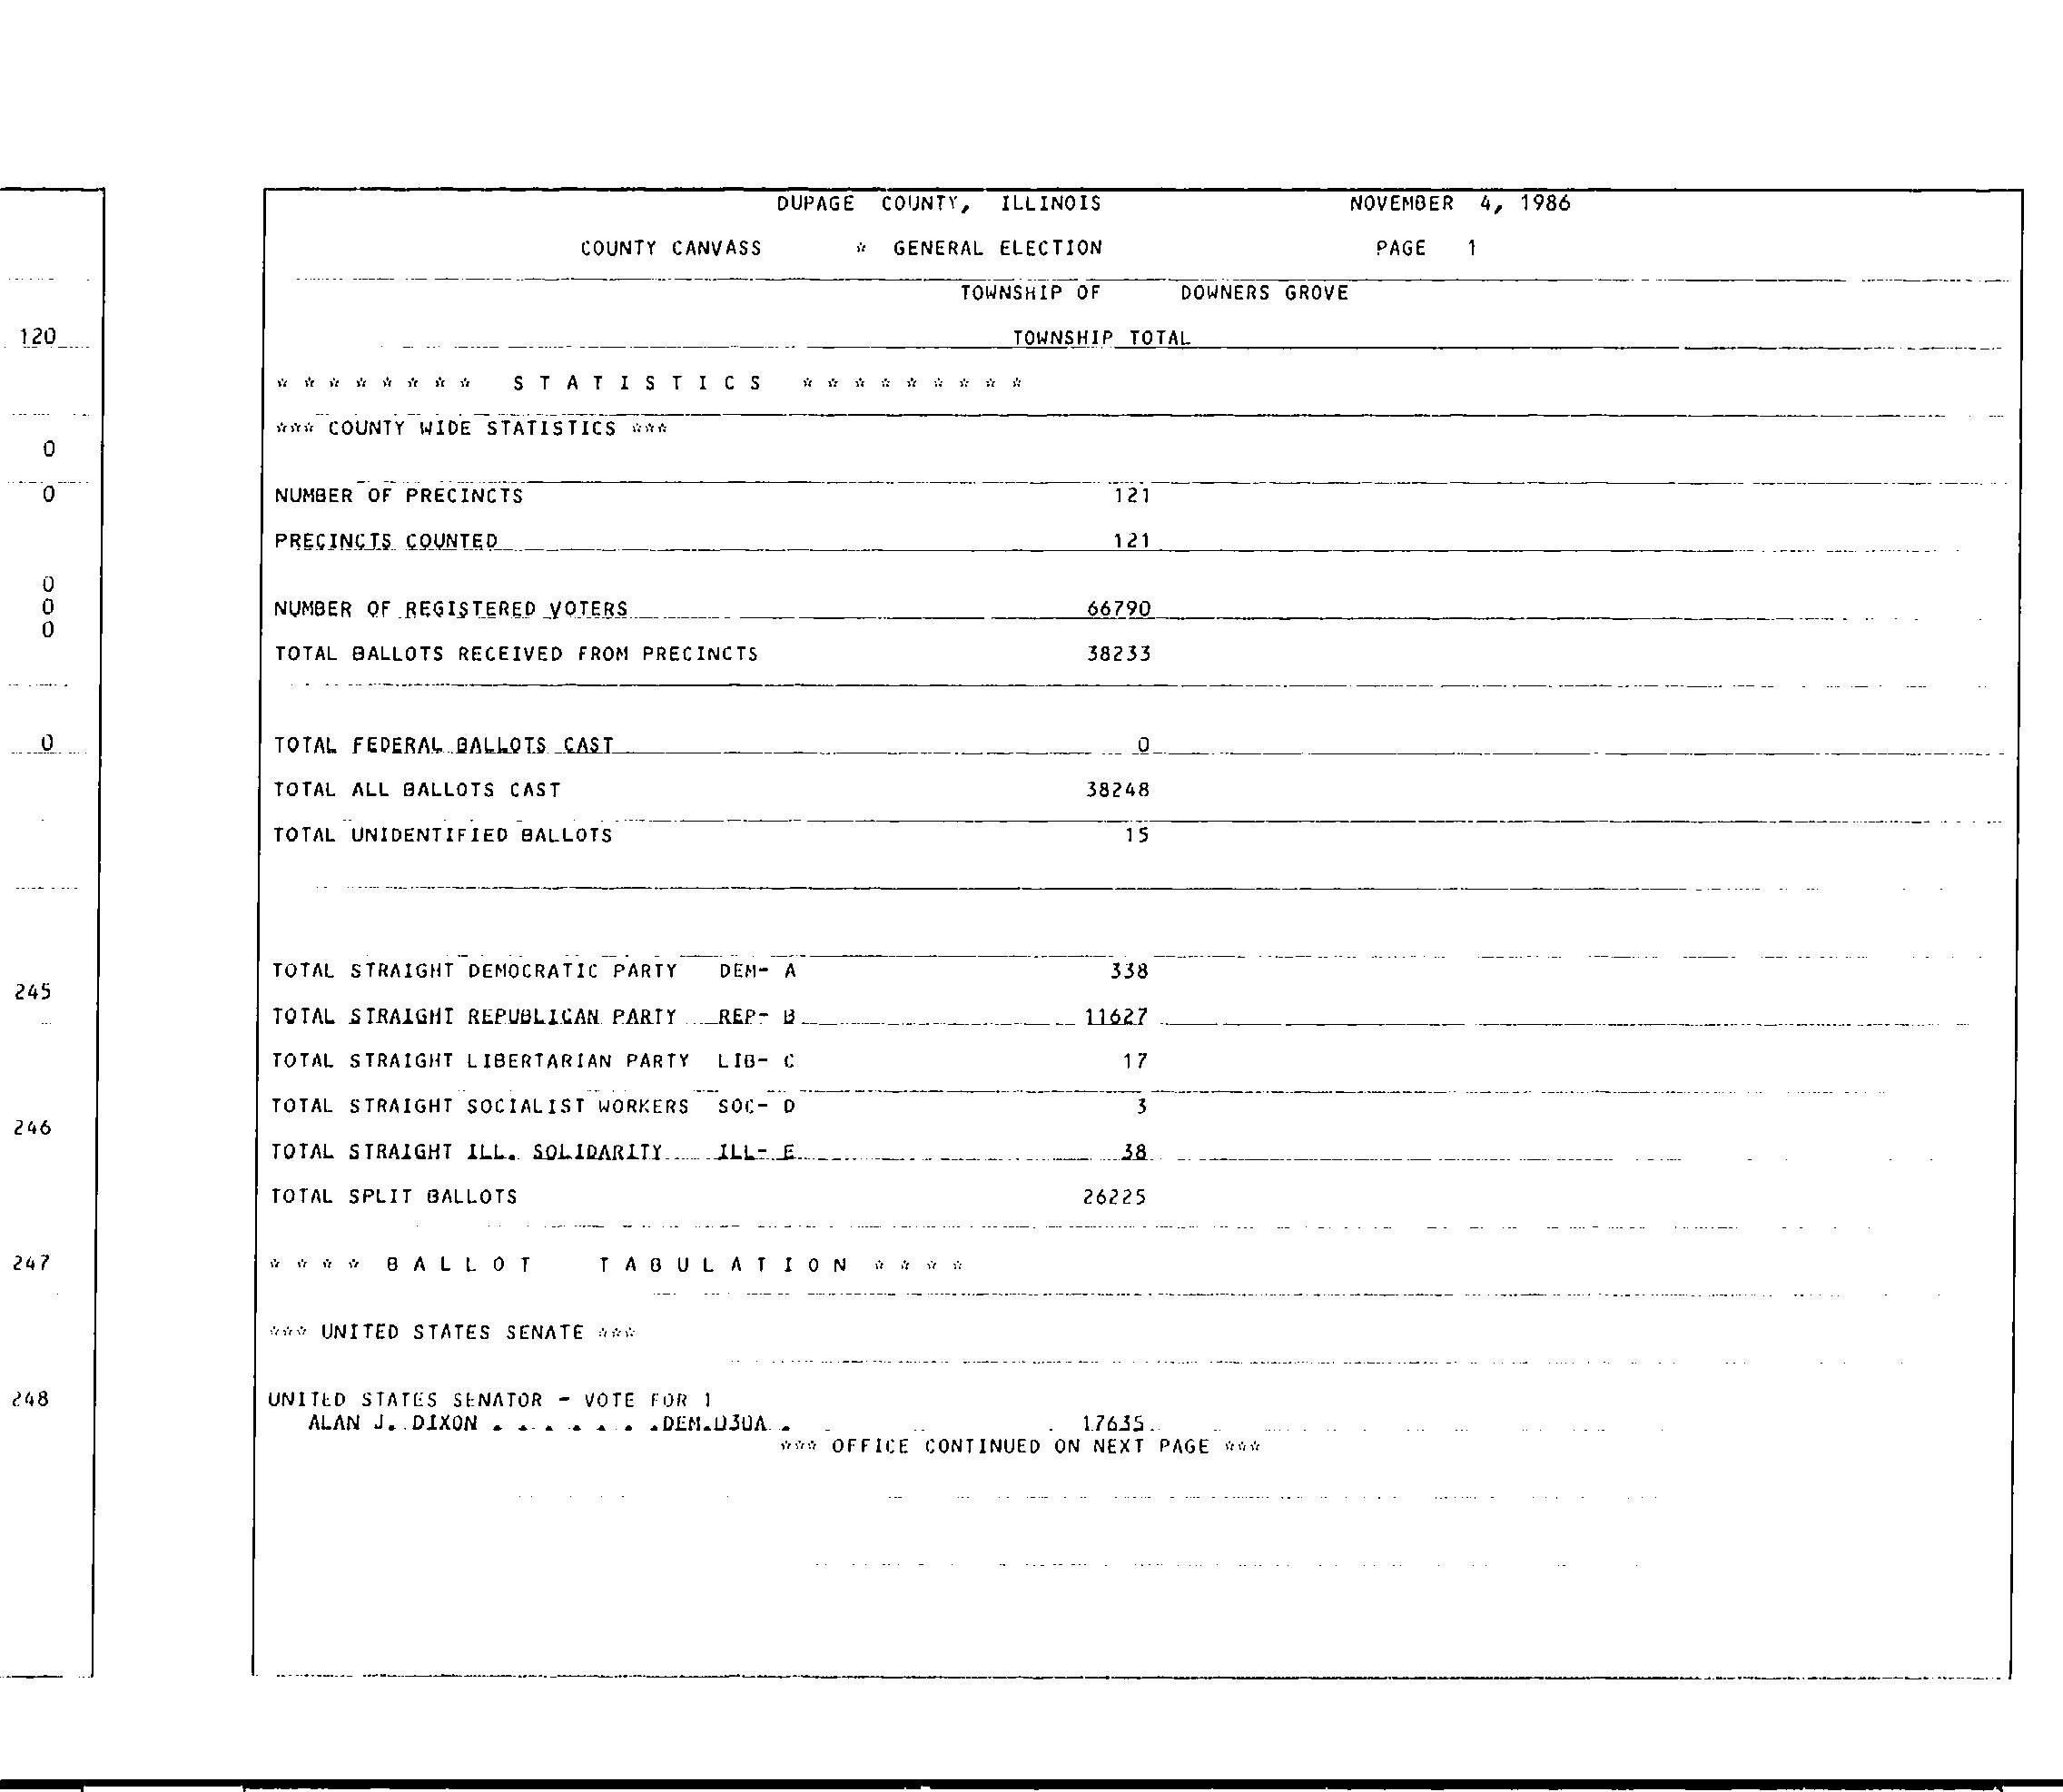 120
0
0
0
0
0
0
245
246
247
248
DUPAGE COUNTY, ILLINOIS NOVEMBER 4, 1986
COUNTY CANVASS * GENERAL ELECTION PAGE 1
TOWNSHIP OF DOWNERS GROVE
TOWNSHIP TOTAL
* * * * * * * * S T A T I S T I C S * * * * * * * * *
*** COUNTY WIDE STATISTICS ***
NUMBER OF PRECINCTS 121
PRECINCTS COUNTED 121
NUMBER OF REGISTERED VOTERS 66790
TOTAL BALLOTS RECEIVED FROM PRECINCTS 38233
TOTAL FEDERAL BALLOTS CAST 0
TOTAL ALL BALLOTS CAST 38248
TOTAL UNIDENTIFIED BALLOTS 15
TOTAL STRAIGHT DEMOCRATIC PARTY DEM- A 338
TOTAL STRAIGHT REPUBLICAN PARTY REP- B 11627
TOTAL STRAIGHT LIBERTARIAN PARTY LIB- C 17
TOTAL STRAIGHT SOCIALIST WORKERS SOC- D 3
TOTAL STRAIGHT ILL. SOLIDARITY ILL- E 38
TOTAL SPLIT BALLOTS 26225
* * * * B A L L O T T A B U L A T I O N * * * *
*** UNITED STATES SENATE ***
UNITED STATES SENATOR - VOTE FOR 1
ALAN J. DIXON . . . . . . .DEM. . 17635
*** OFFICE CONTINUED ON NEXT PAGE ***